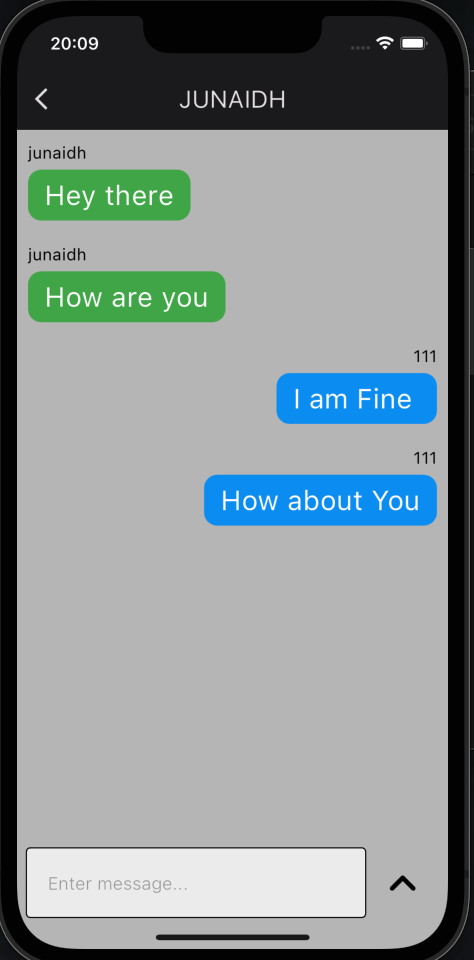 20:09
JUNAIDH
junaidh
Hey there
junaidh
How are you
111
I am Fine
111
How about You
Enter message...